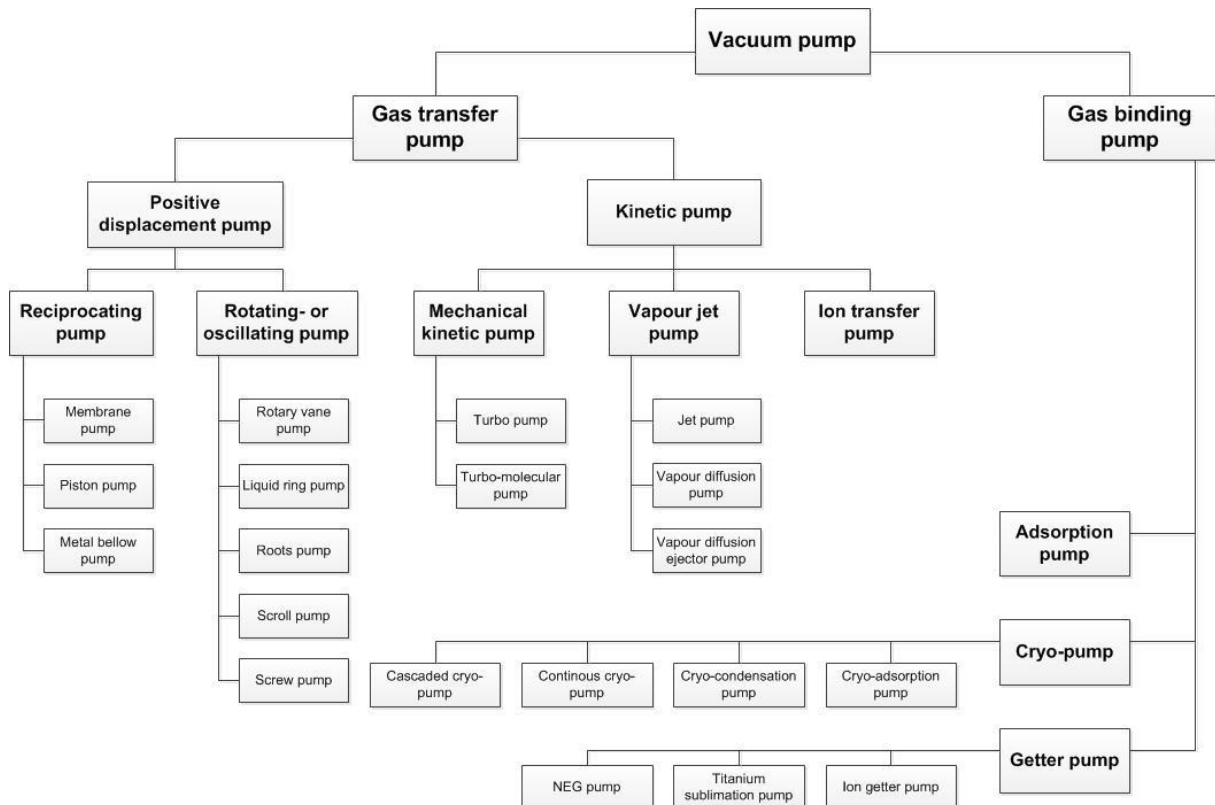 Vacuum pump
Gas transfer
pump
Gas binding
pump
Positive
displacement pump
Kinetic pump
Reciprocating
pump
Rotating- or
oscillating pump
Mechanical
kinetic pump
Vapour jet
pump
Ion transfer
pump
Membrane
pump
Piston pump
Metal bellow
pump
Rotary vane
pump
Liquid ring pump
Roots pump
Scroll pump
Screw pump
Turbo pump
Turbo-molecular
pump
Jet pump
Vapour diffusion
pump
Vapour diffusion
ejector pump
Adsorption
pump
Cryo-pump
Cascaded cryo-
pump
Continous cryo-
pump
Cryo-condensation
pump
Cryo-adsorption
pump
Getter pump
NEG pump
Titanium
sublimation pump
Ion getter pump